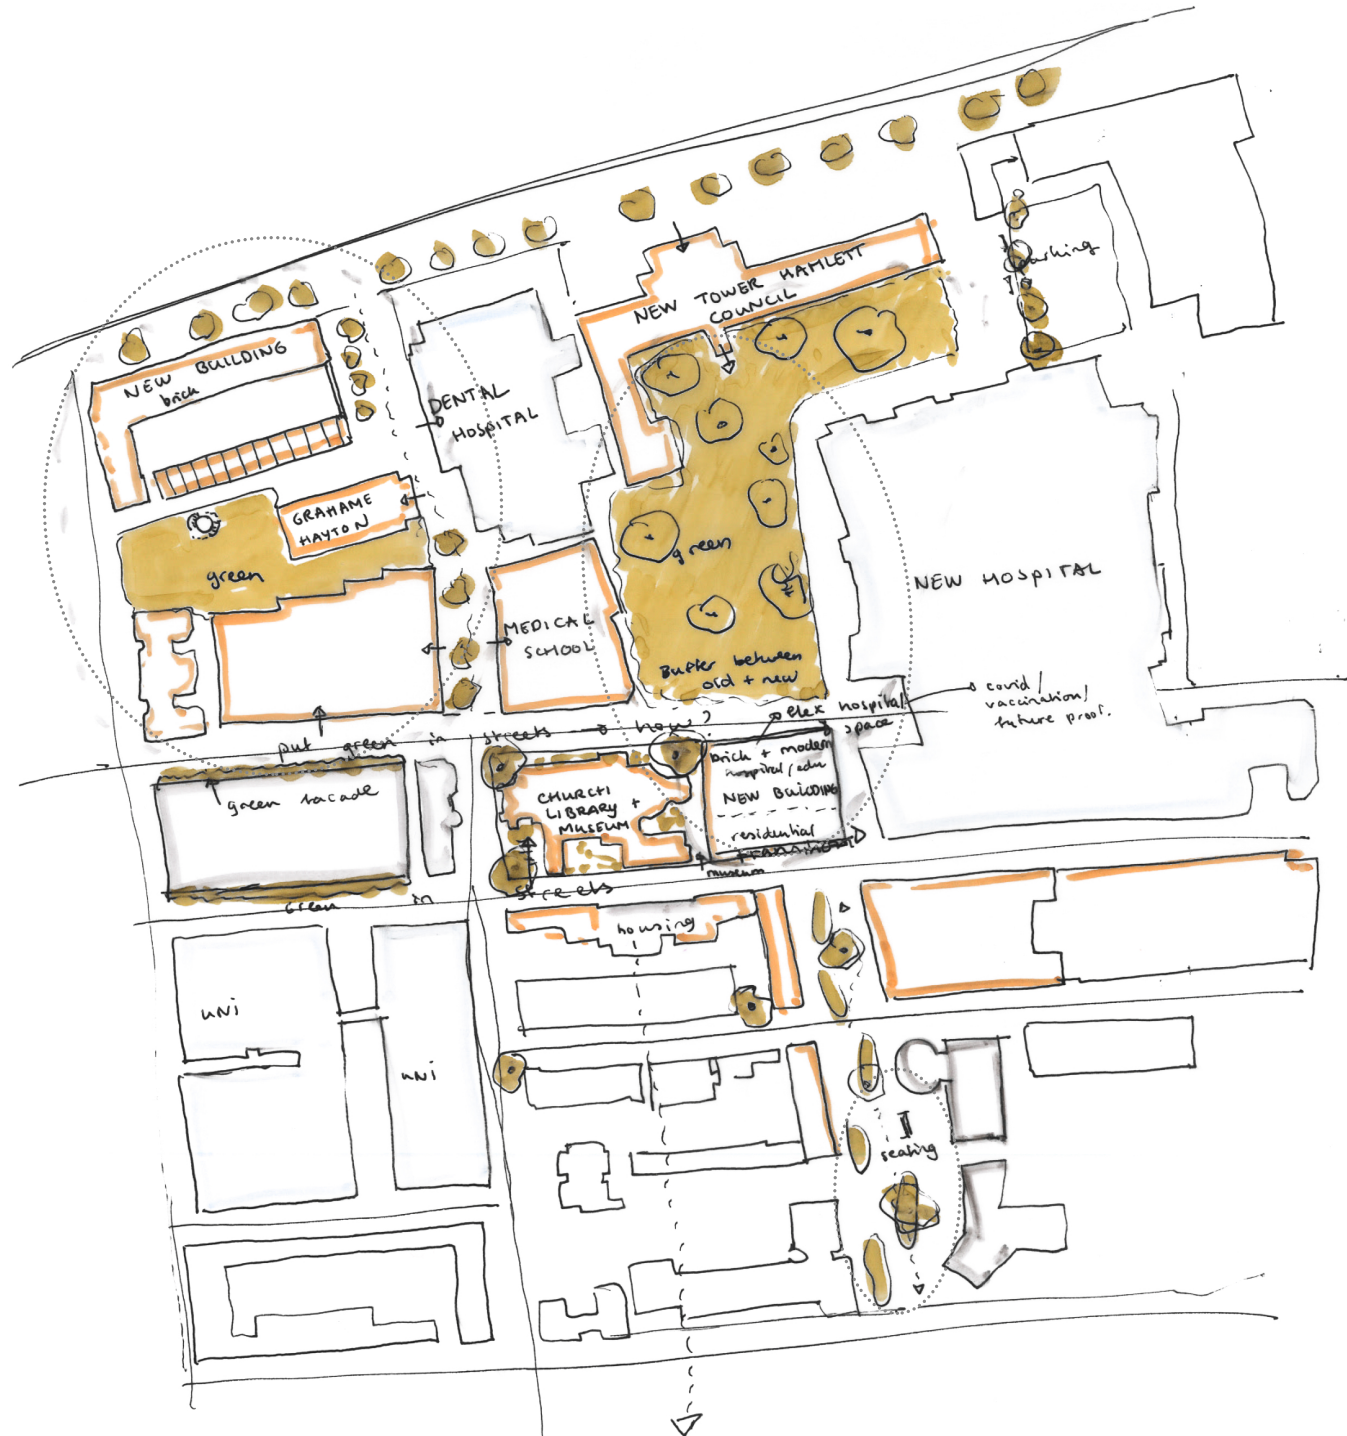 parking
NEW TOWER HAMLETT
COUNCIL
NEW BUILDING
brick
DENTAL
HOSPITAL
GRAHAME
HAYTON
green
green
NEW HOSPITAL
MEDICAL
SCHOOL
Buffer between
old + new
covid /
vaccination /
future proof.
flex hospital
space
put green in streets → how?
brick + modern
hospital / edu
NEW BUILDING
residential
green facade
CHURCH
LIBRARY +
MUSEUM
museum
Green in streets
housing
UNI
UNI
seating